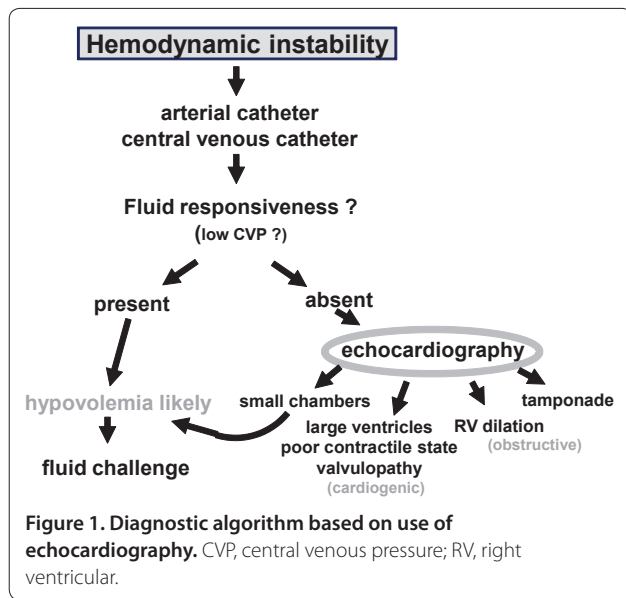 Hemodynamic instability
arterial catheter
central venous catheter
Fluid responsiveness ?
(low CVP ?)
present
absent
echocardiography
hypovolemia likely
small chambers
tamponade
large ventricles
poor contractile state
valvulopathy
(cardiogenic)
RV dilation
(obstructive)
fluid challenge
Figure 1. Diagnostic algorithm based on use of
echocardiography. CVP, central venous pressure; RV, right
ventricular.